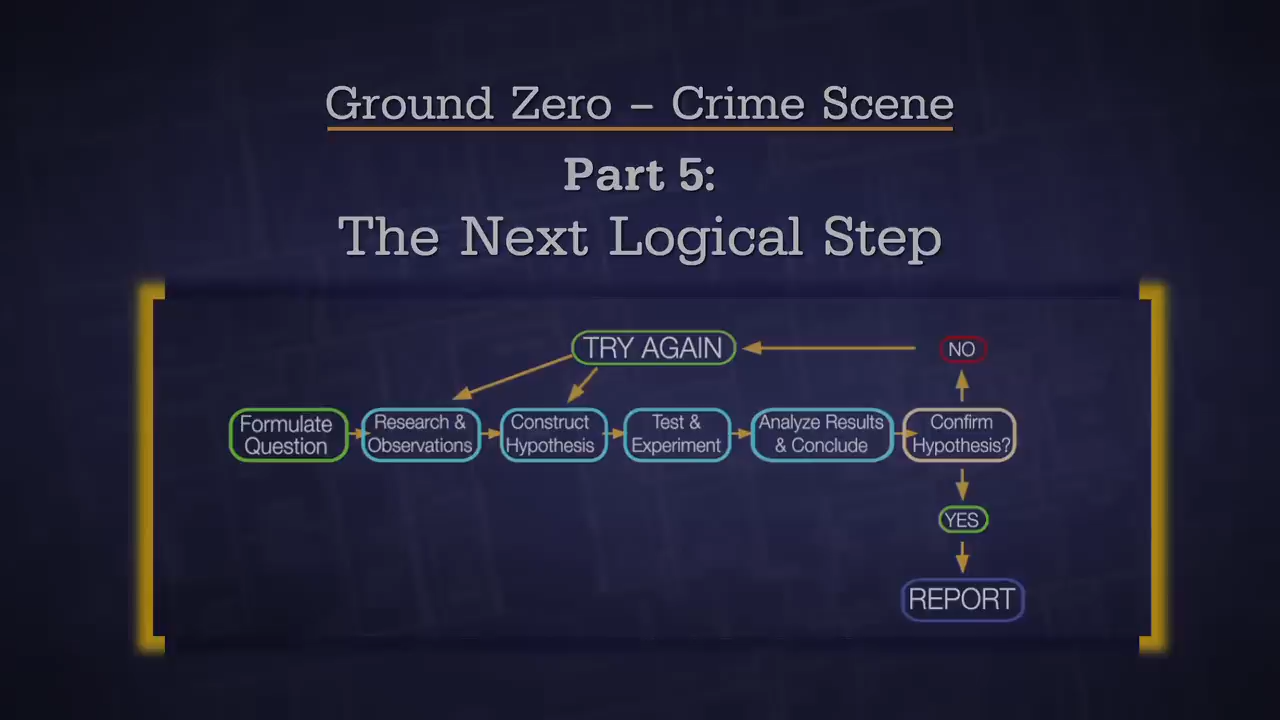 Ground Zero – Crime Scene
Part 5:
The Next Logical Step
TRY AGAIN
NO
Formulate
Question
Research &
Observations
Construct
Hypothesis
Test &
Experiment
Analyze Results
& Conclude
Confirm
Hypothesis?
YES
REPORT